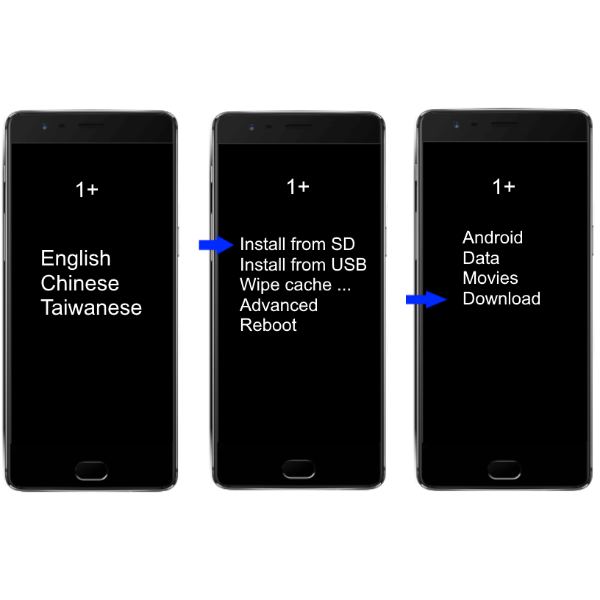 1+
English
Chinese
Taiwanese
1+
Install from SD
Install from USB
Wipe cache ...
Advanced
Reboot
1+
Android
Data
Movies
Download